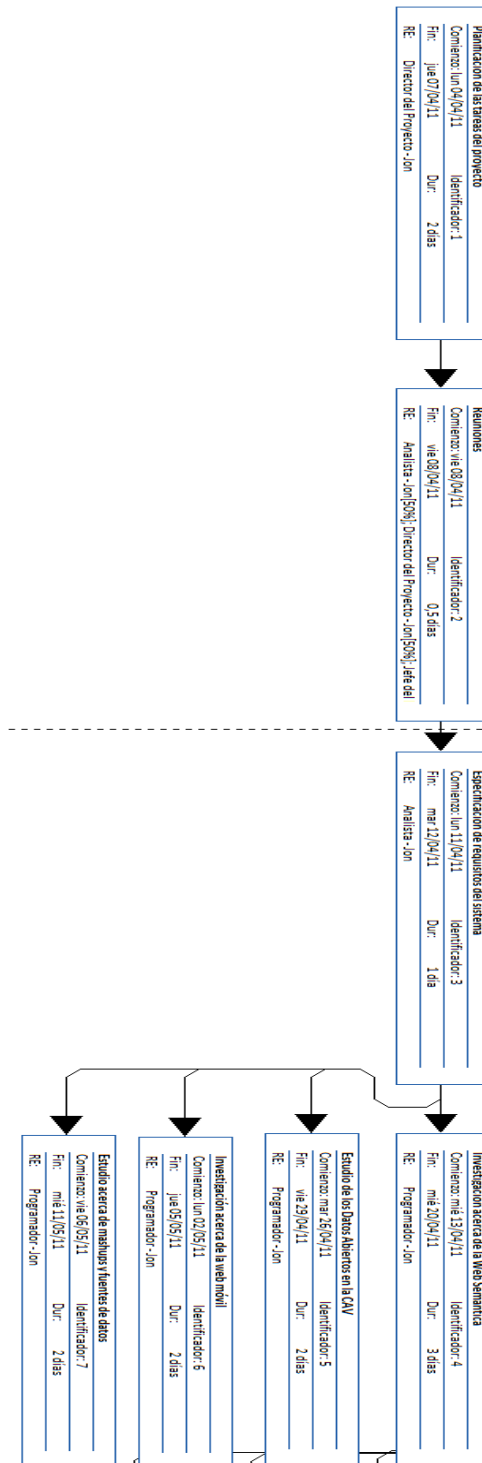 Planificación de las tareas del proyecto
Comienzo: lun 04/04/11 Identificador: 1
Fin: jue 07/04/11 Dur: 2 días
RE: Director del Proyecto - Jon
Reuniones
Comienzo: vie 08/04/11 Identificador: 2
Fin: vie 08/04/11 Dur: 0,5 días
RE: Analista - Jon[50%]; Director del Proyecto - Jon[50%]; Jefe del
Especificación de requisitos del sistema
Comienzo: lun 11/04/11 Identificador: 3
Fin: mar 12/04/11 Dur: 1 día
RE: Analista - Jon
Investigación acerca de la Web Semántica
Comienzo: mié 13/04/11 Identificador: 4
Fin: mié 20/04/11 Dur: 3 días
RE: Programador - Jon
Estudio de los Datos Abiertos en la CAV
Comienzo: mar 26/04/11 Identificador: 5
Fin: vie 29/04/11 Dur: 2 días
RE: Programador - Jon
Investigación acerca de la web móvil
Comienzo: lun 02/05/11 Identificador: 6
Fin: jue 05/05/11 Dur: 2 días
RE: Programador - Jon
Estudio acerca de mashups y fuentes de datos
Comienzo: vie 06/05/11 Identificador: 7
Fin: mié 11/05/11 Dur: 2 días
RE: Programador - Jon